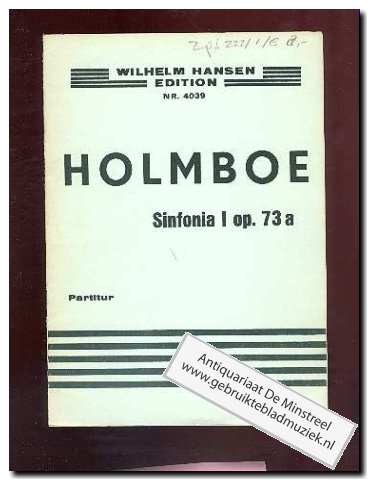 WILHELM HANSEN
EDITION
NR. 4039
HOLMBOE
Sinfonia I op. 73 a
Partitur
Antiquariaat De Minstreel
www.gebruiktebladmuziek.nl